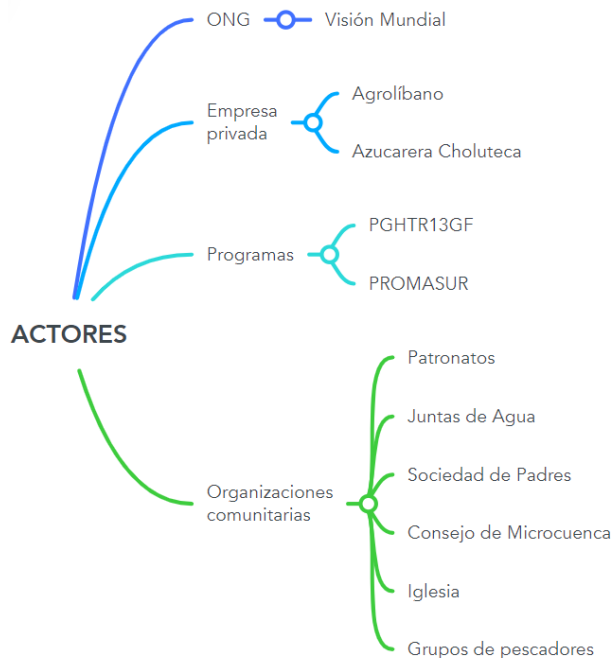 ONG
Visión Mundial
Empresa
privada
Agrolíbano
Azucarera Choluteca
Programas
PGHTR13GF
PROMASUR
ACTORES
Organizaciones
comunitarias
Patronatos
Juntas de Agua
Sociedad de Padres
Consejo de Microcuenca
Iglesia
Grupos de pescadores